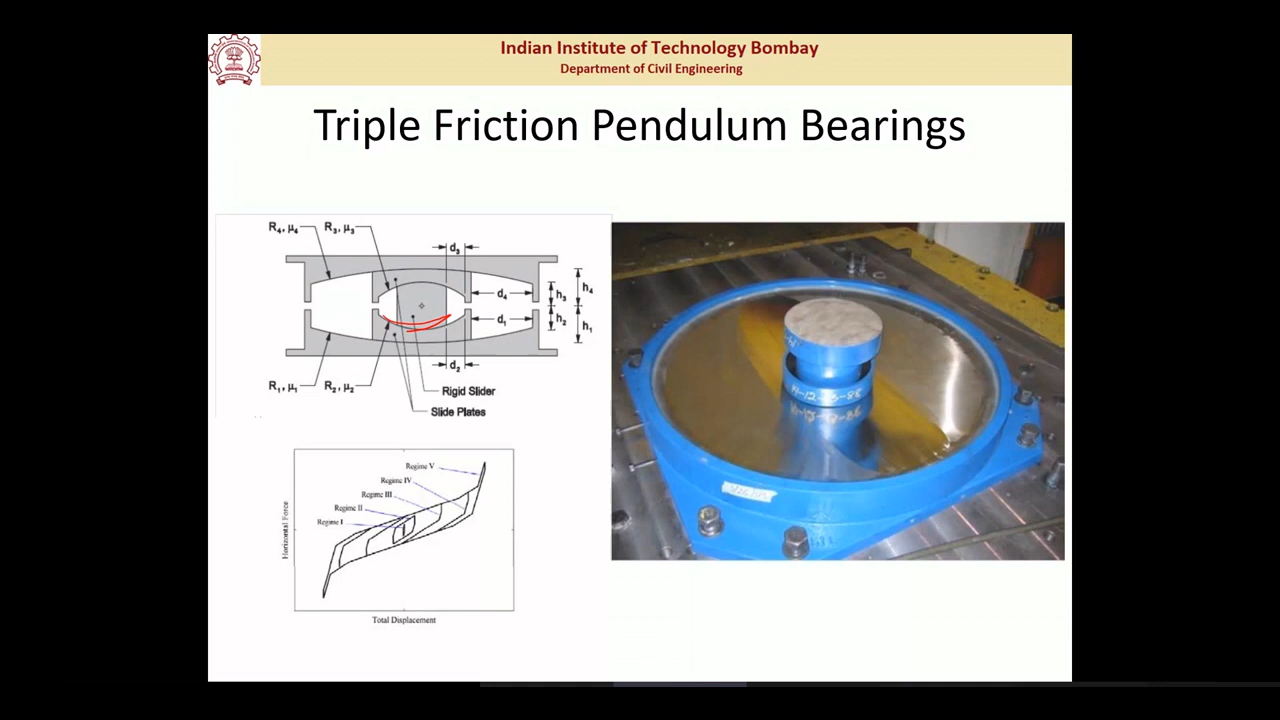 Indian Institute of Technology Bombay
Department of Civil Engineering
Triple Friction Pendulum Bearings
R₄, μ₄
R₃, μ₃
d₃
d₄
h₃
h₄
d₁
h₂
h₁
R₁, μ₁
R₂, μ₂
d₂
Rigid Slider
Slide Plates
Regime V
Regime IV
Regime III
Regime II
Regime I
Horizontal Force
Total Displacement